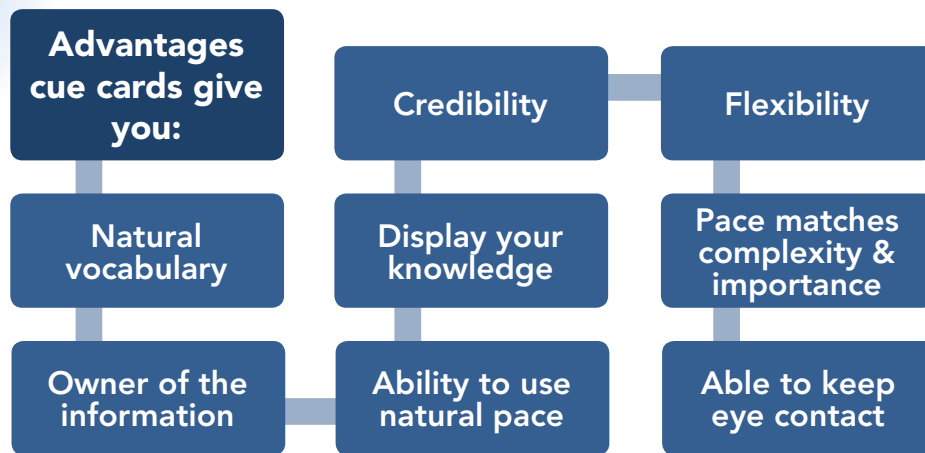 Advantages
cue cards give
you:
Natural
vocabulary
Owner of the
information
Ability to use
natural pace
Display your
knowledge
Credibility
Flexibility
Pace matches
complexity &
importance
Able to keep
eye contact